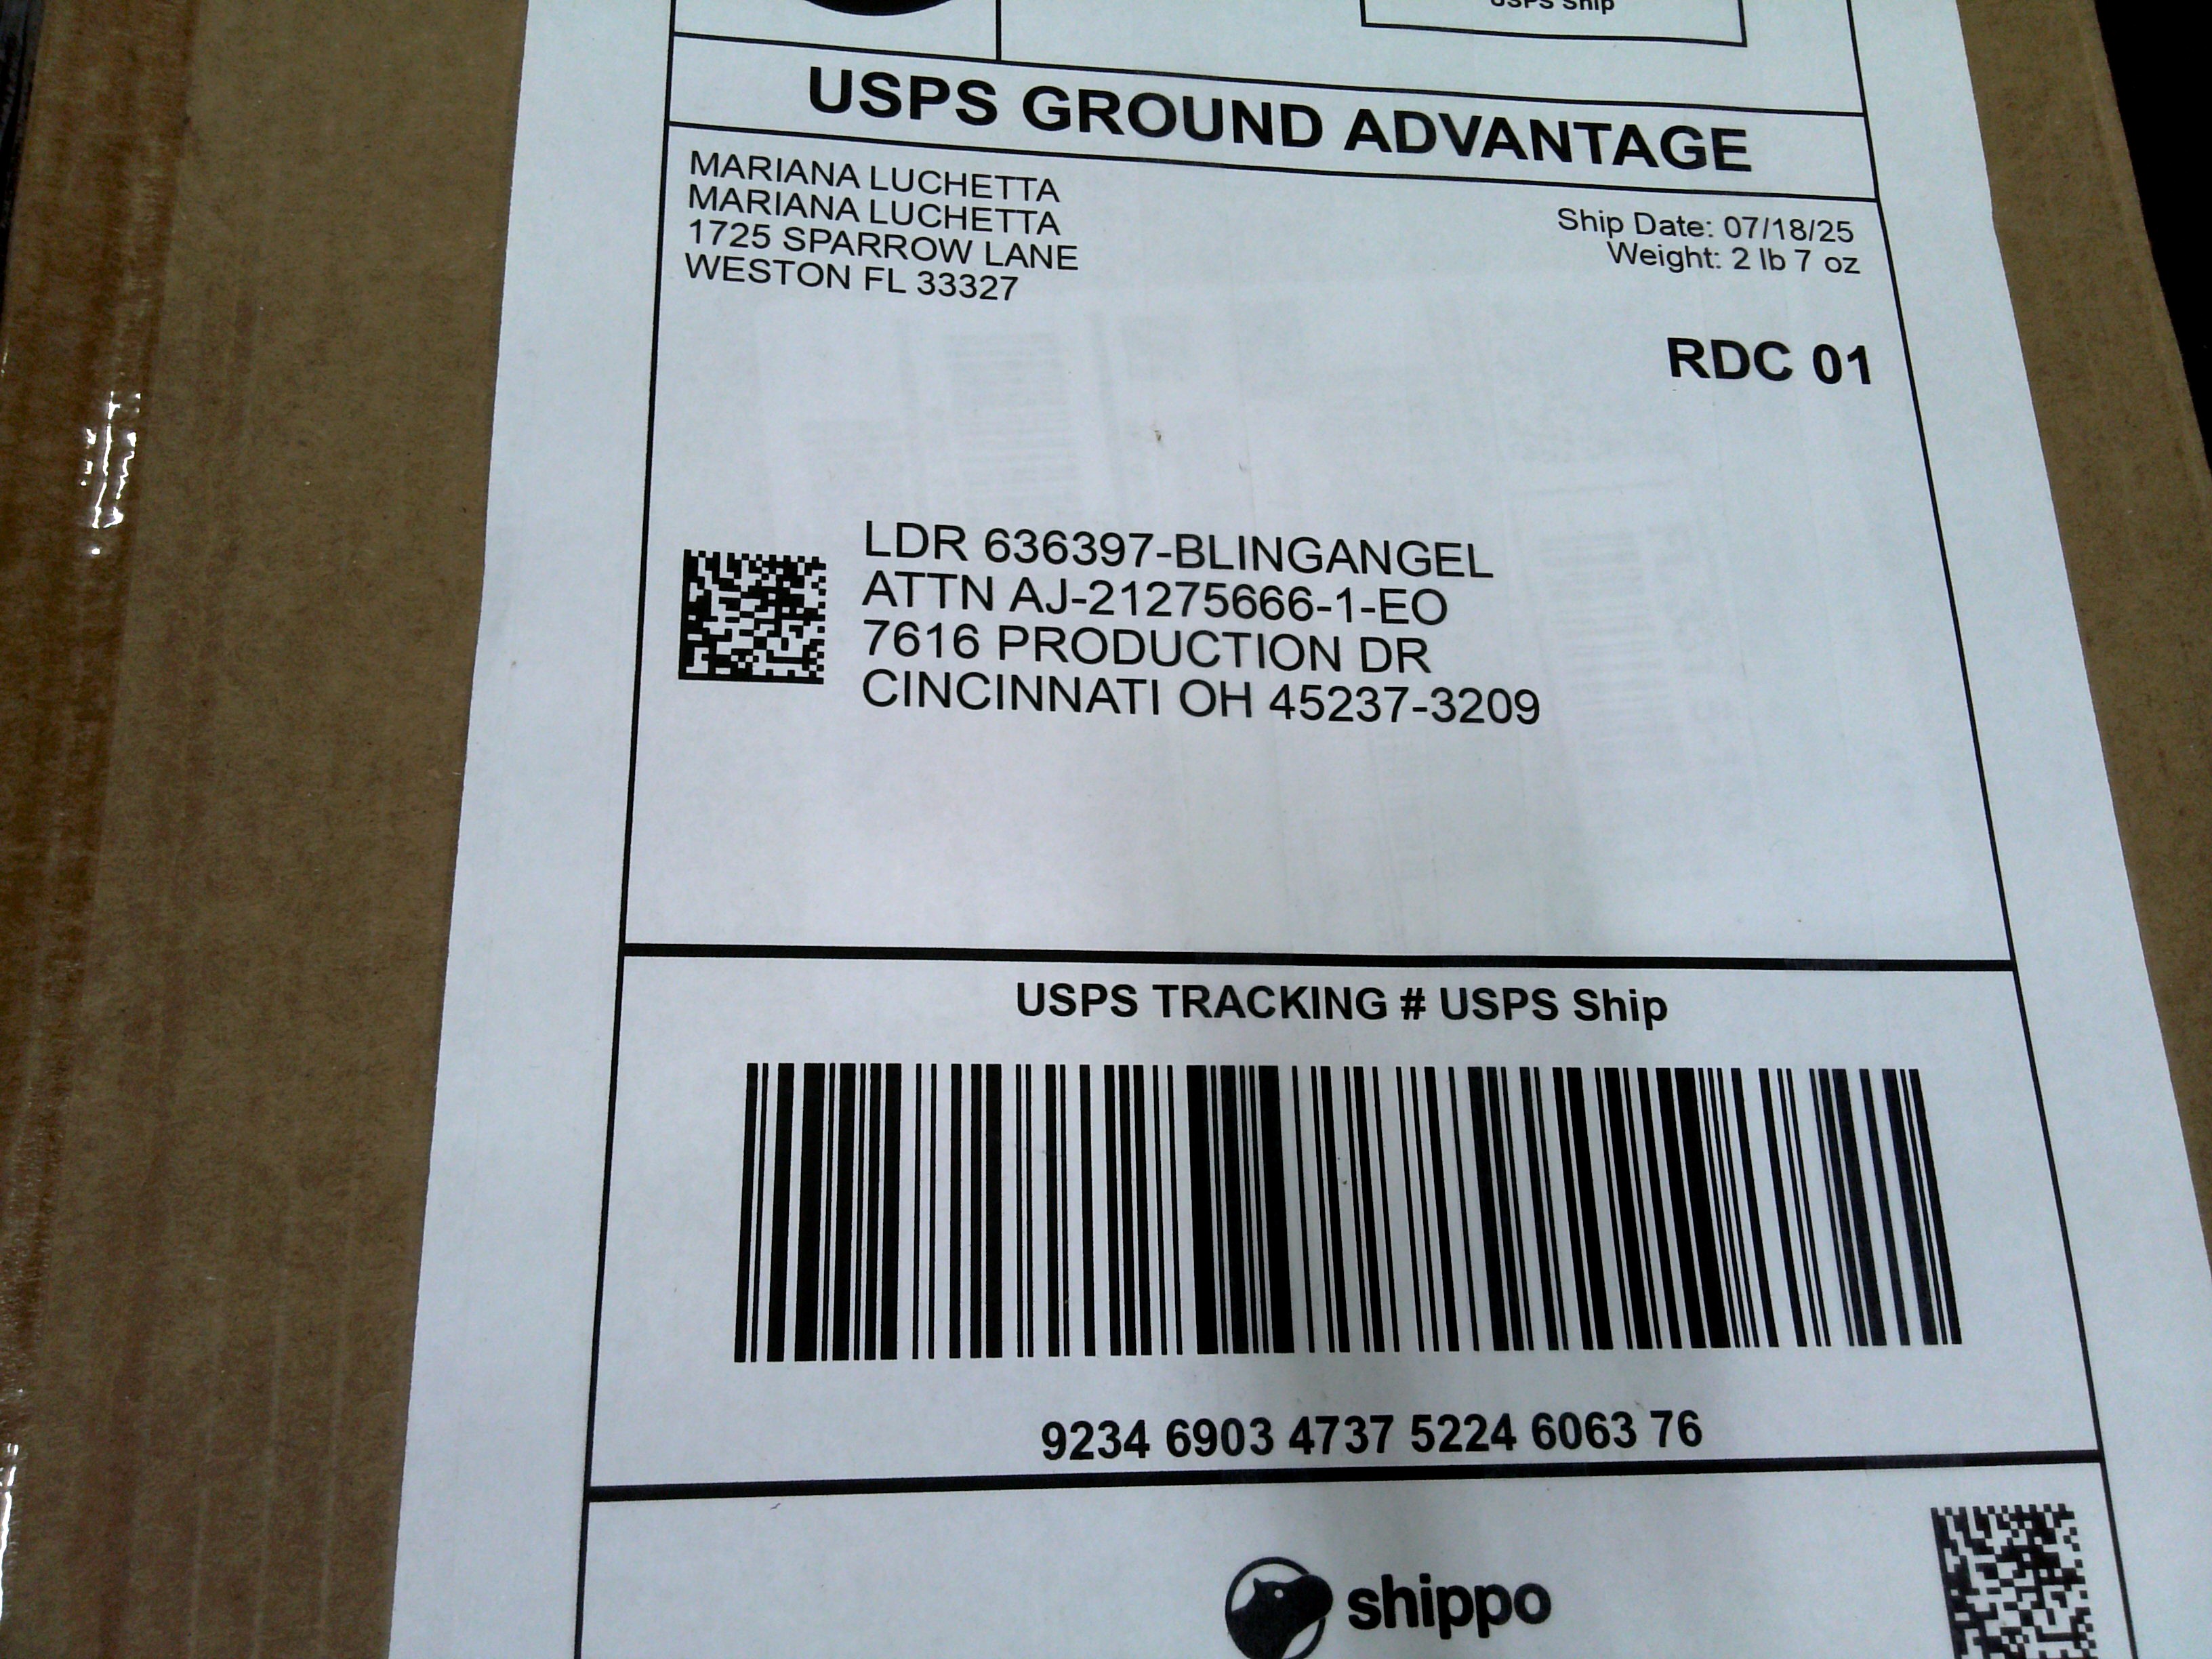 USPS Ship
USPS GROUND ADVANTAGE
MARIANA LUCHETTA
MARIANA LUCHETTA
1725 SPARROW LANE
WESTON FL 33327
Ship Date: 07/18/25
Weight: 2 lb 7 oz
RDC 01
LDR 636397-BLINGANGEL
ATTN AJ-21275666-1-EO
7616 PRODUCTION DR
CINCINNATI OH 45237-3209
USPS TRACKING # USPS Ship
9234 6903 4737 5224 6063 76
shippo